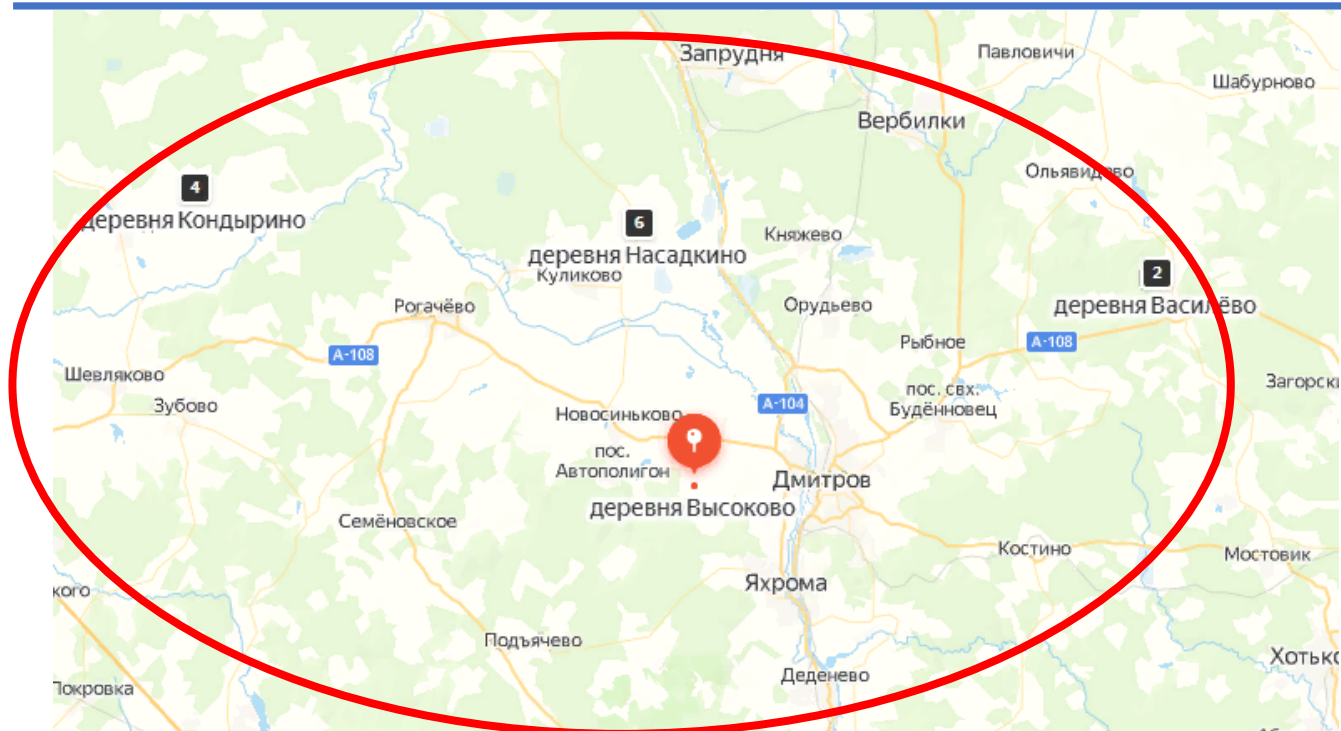 Запрудня
Павловичи
Шабурново
Вербилки
Ольявидово
4
деревня Кондырино
6
деревня Насадкино
Княжево
Куликово
2
деревня Василёво
Рогачёво
Орудьево
Рыбное
А-108
А-108
Шевляково
Зубово
А-104
пос. свх.
Будённовец
Загорски
Новосиньково
пос.
Автополигон
Дмитров
деревня Высоково
Семёновское
Костино
Мостовик
Яхрома
кого
Подъячево
Деденево
Хотько
Покровка